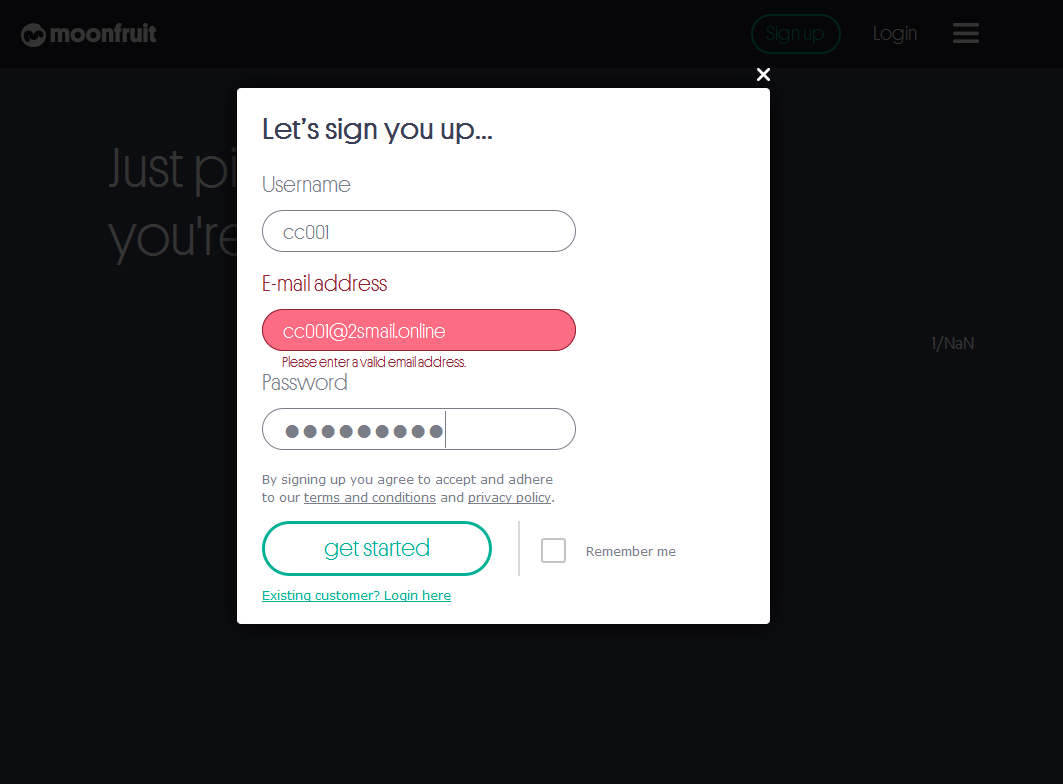 moonfruit
Sign up
Login
Just pi
you're
Let's sign you up...
Username
cc001
E-mail address
cc001@2smail.online
Please enter a valid email address.
Password
By signing up you agree to accept and adhere
to our terms and conditions and privacy policy.
get started
Remember me
Existing customer? Login here
1/NaN